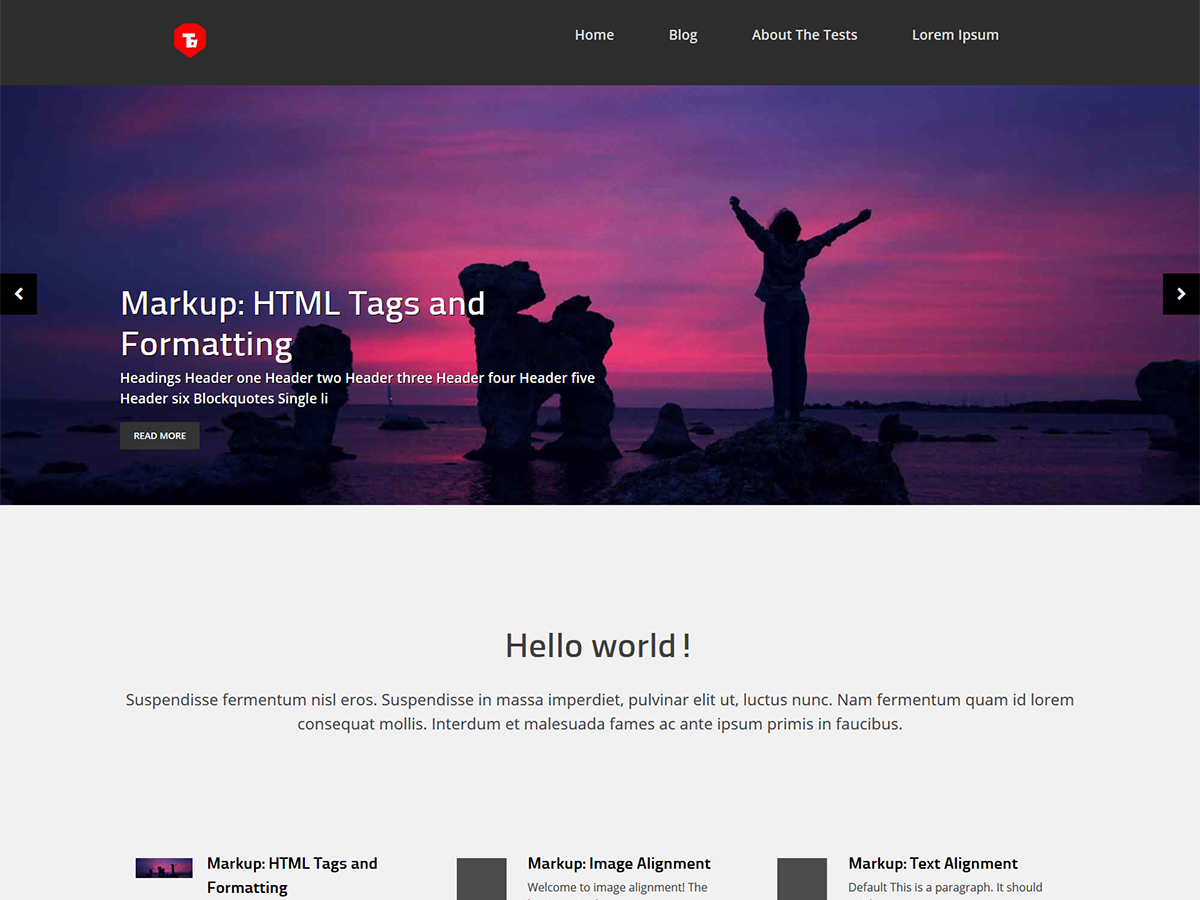 Home
Blog
About The Tests
Lorem Ipsum
Markup: HTML Tags and
Formatting
Headings Header one Header two Header three Header four Header five
Header six Blockquotes Single li
READ MORE
Hello world!
Suspendisse fermentum nisl eros. Suspendisse in massa imperdiet, pulvinar elit ut, luctus nunc. Nam fermentum quam id lorem
consequat mollis. Interdum et malesuada fames ac ante ipsum primis in faucibus.
Markup: HTML Tags and
Formatting
Markup: Image Alignment
Welcome to image alignment! The
Markup: Text Alignment
Default This is a paragraph. It should